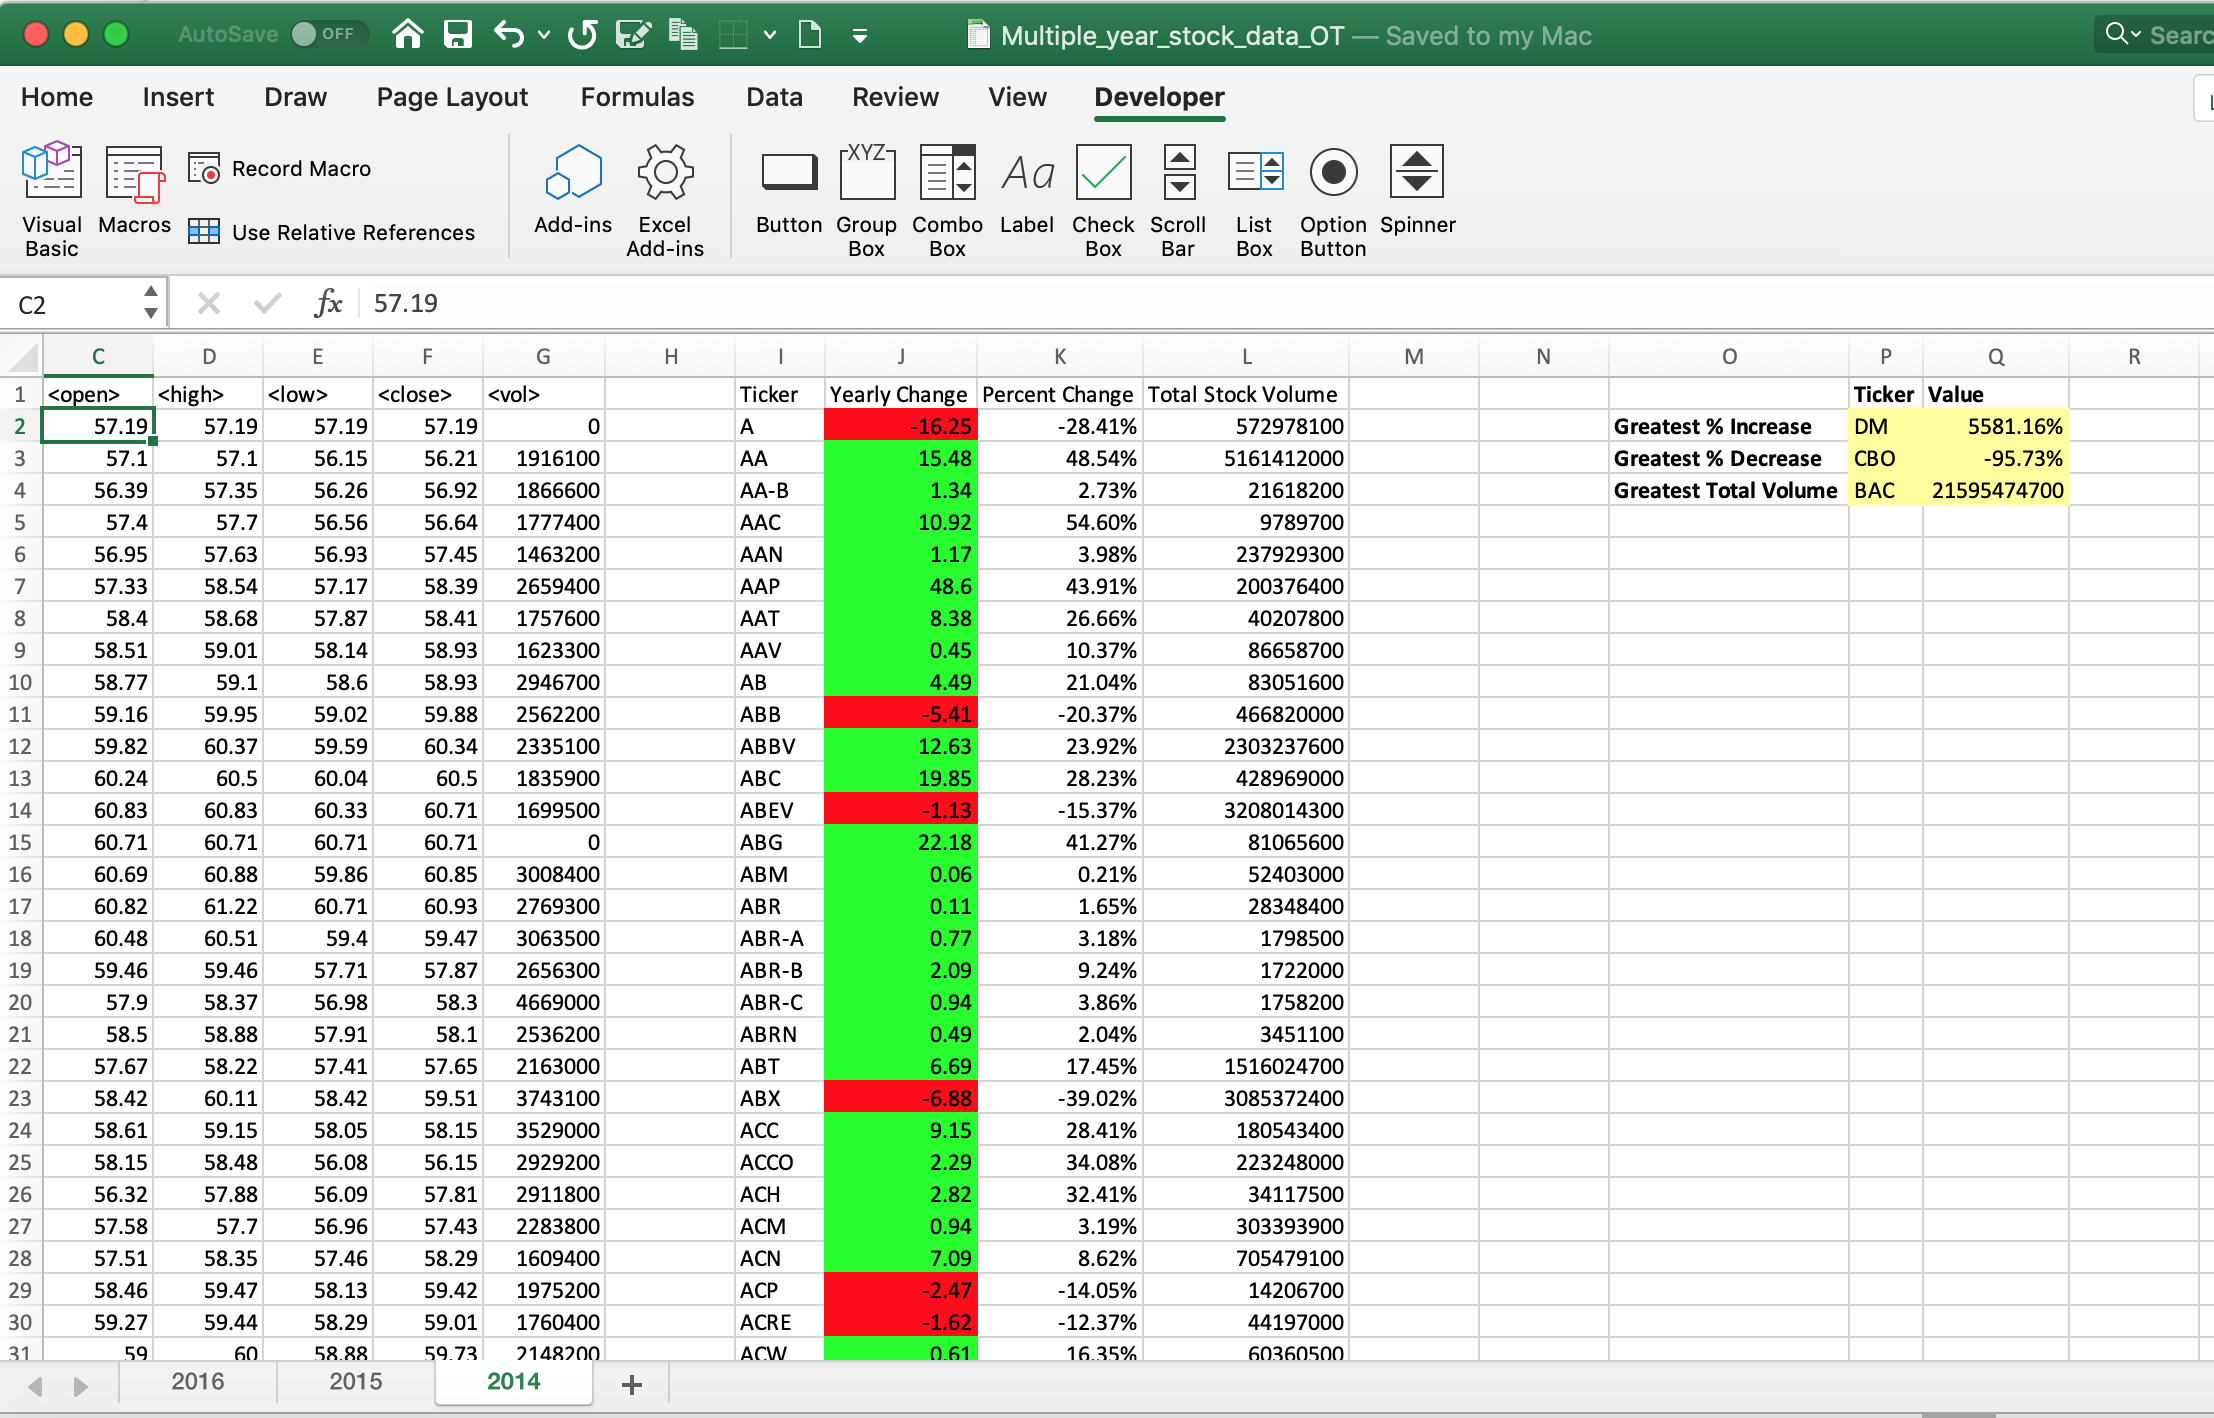 AutoSave OFF Multiple_year_stock_data_OT — Saved to my Mac
Home Insert Draw Page Layout Formulas Data Review View Developer
Record Macro
Use Relative References
Visual Basic Macros Add-ins Excel Add-ins Button XYZ Group Box Combo Box Aa Label Check Box Scroll Bar List Box Option Button Spinner
C2 fx 57.19
C D E F G H I J K L M N O P Q R
1 <open> <high> <low> <close> <vol> Ticker Yearly Change Percent Change Total Stock Volume Ticker Value
2 57.19 57.19 57.19 57.19 0 A -16.25 -28.41% 572978100 Greatest % Increase DM 5581.16%
3 57.1 57.1 56.15 56.21 1916100 AA 15.48 48.54% 5161412000 Greatest % Decrease CBO -95.73%
4 56.39 57.35 56.26 56.92 1866600 AA-B 1.34 2.73% 21618200 Greatest Total Volume BAC 21595474700
5 57.4 57.7 56.56 56.64 1777400 AAC 10.92 54.60% 9789700
6 56.95 57.63 56.93 57.45 1463200 AAN 1.17 3.98% 237929300
7 57.33 58.54 57.17 58.39 2659400 AAP 48.6 43.91% 200376400
8 58.4 58.68 57.87 58.41 1757600 AAT 8.38 26.66% 40207800
9 58.51 59.01 58.14 58.93 1623300 AAV 0.45 10.37% 86658700
10 58.77 59.1 58.6 58.93 2946700 AB 4.49 21.04% 83051600
11 59.16 59.95 59.02 59.88 2562200 ABB -5.41 -20.37% 466820000
12 59.82 60.37 59.59 60.34 2335100 ABBV 12.63 23.92% 2303237600
13 60.24 60.5 60.04 60.5 1835900 ABC 19.85 28.23% 428969000
14 60.83 60.83 60.33 60.71 1699500 ABEV -1.13 -15.37% 3208014300
15 60.71 60.71 60.71 60.71 0 ABG 22.18 41.27% 81065600
16 60.69 60.88 59.86 60.85 3008400 ABM 0.06 0.21% 52403000
17 60.82 61.22 60.71 60.93 2769300 ABR 0.11 1.65% 28348400
18 60.48 60.51 59.4 59.47 3063500 ABR-A 0.77 3.18% 1798500
19 59.46 59.46 57.71 57.87 2656300 ABR-B 2.09 9.24% 1722000
20 57.9 58.37 56.98 58.3 4669000 ABR-C 0.94 3.86% 1758200
21 58.5 58.88 57.91 58.1 2536200 ABRN 0.49 2.04% 3451100
22 57.67 58.22 57.41 57.65 2163000 ABT 6.69 17.45% 1516024700
23 58.42 60.11 58.42 59.51 3743100 ABX -6.88 -39.02% 3085372400
24 58.61 59.15 58.05 58.15 3529000 ACC 9.15 28.41% 180543400
25 58.15 58.48 56.08 56.15 2929200 ACCO 2.29 34.08% 223248000
26 56.32 57.88 56.09 57.81 2911800 ACH 2.82 32.41% 34117500
27 57.58 57.7 56.96 57.43 2283800 ACM 0.94 3.19% 303393900
28 57.51 58.35 57.46 58.29 1609400 ACN 7.09 8.62% 705479100
29 58.46 59.47 58.13 59.42 1975200 ACP -2.47 -14.05% 14206700
30 59.27 59.44 58.29 59.01 1760400 ACRE -1.62 -12.37% 44197000
31 59 60 58.88 59.73 2148200 ACW 0.61 16.35% 60360500
2016 2015 2014 +